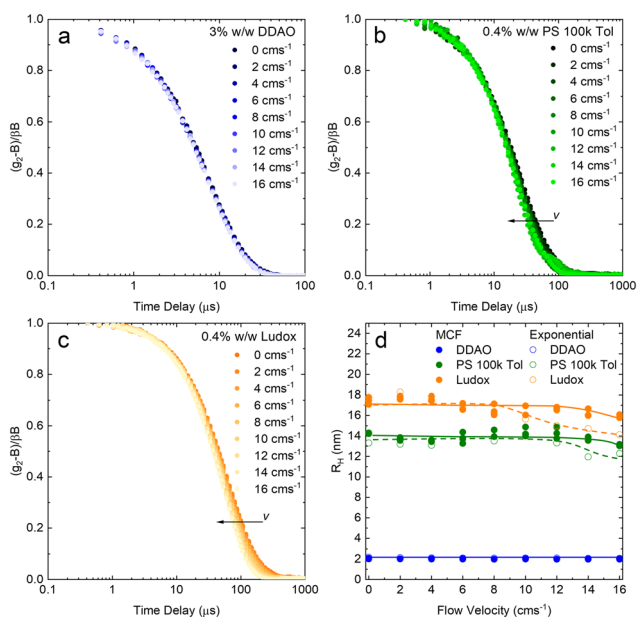 a
3% w/w DDAO
0 cms-1
2 cms-1
4 cms-1
6 cms-1
8 cms-1
10 cms-1
12 cms-1
14 cms-1
16 cms-1
(g2-B)/βB
1.0
0.8
0.6
0.4
0.2
0.0
0.1
1
10
100
Time Delay (μs)
b
0.4% w/w PS 100k Tol
0 cms-1
2 cms-1
4 cms-1
6 cms-1
8 cms-1
10 cms-1
12 cms-1
14 cms-1
16 cms-1
v
(g2-B)/βB
1.0
0.8
0.6
0.4
0.2
0.0
0.1
1
10
100
1000
Time Delay (μs)
c
0.4% w/w Ludox
0 cms-1
2 cms-1
4 cms-1
6 cms-1
8 cms-1
10 cms-1
12 cms-1
14 cms-1
16 cms-1
v
(g2-B)/βB
1.0
0.8
0.6
0.4
0.2
0.0
0.1
1
10
100
1000
Time Delay (μs)
d
MCF Exponential
DDAO DDAO
PS 100k Tol PS 100k Tol
Ludox Ludox
RH (nm)
24
22
20
18
16
14
12
10
8
6
4
2
0
0 2 4 6 8 10 12 14 16
Flow Velocity (cms-1)